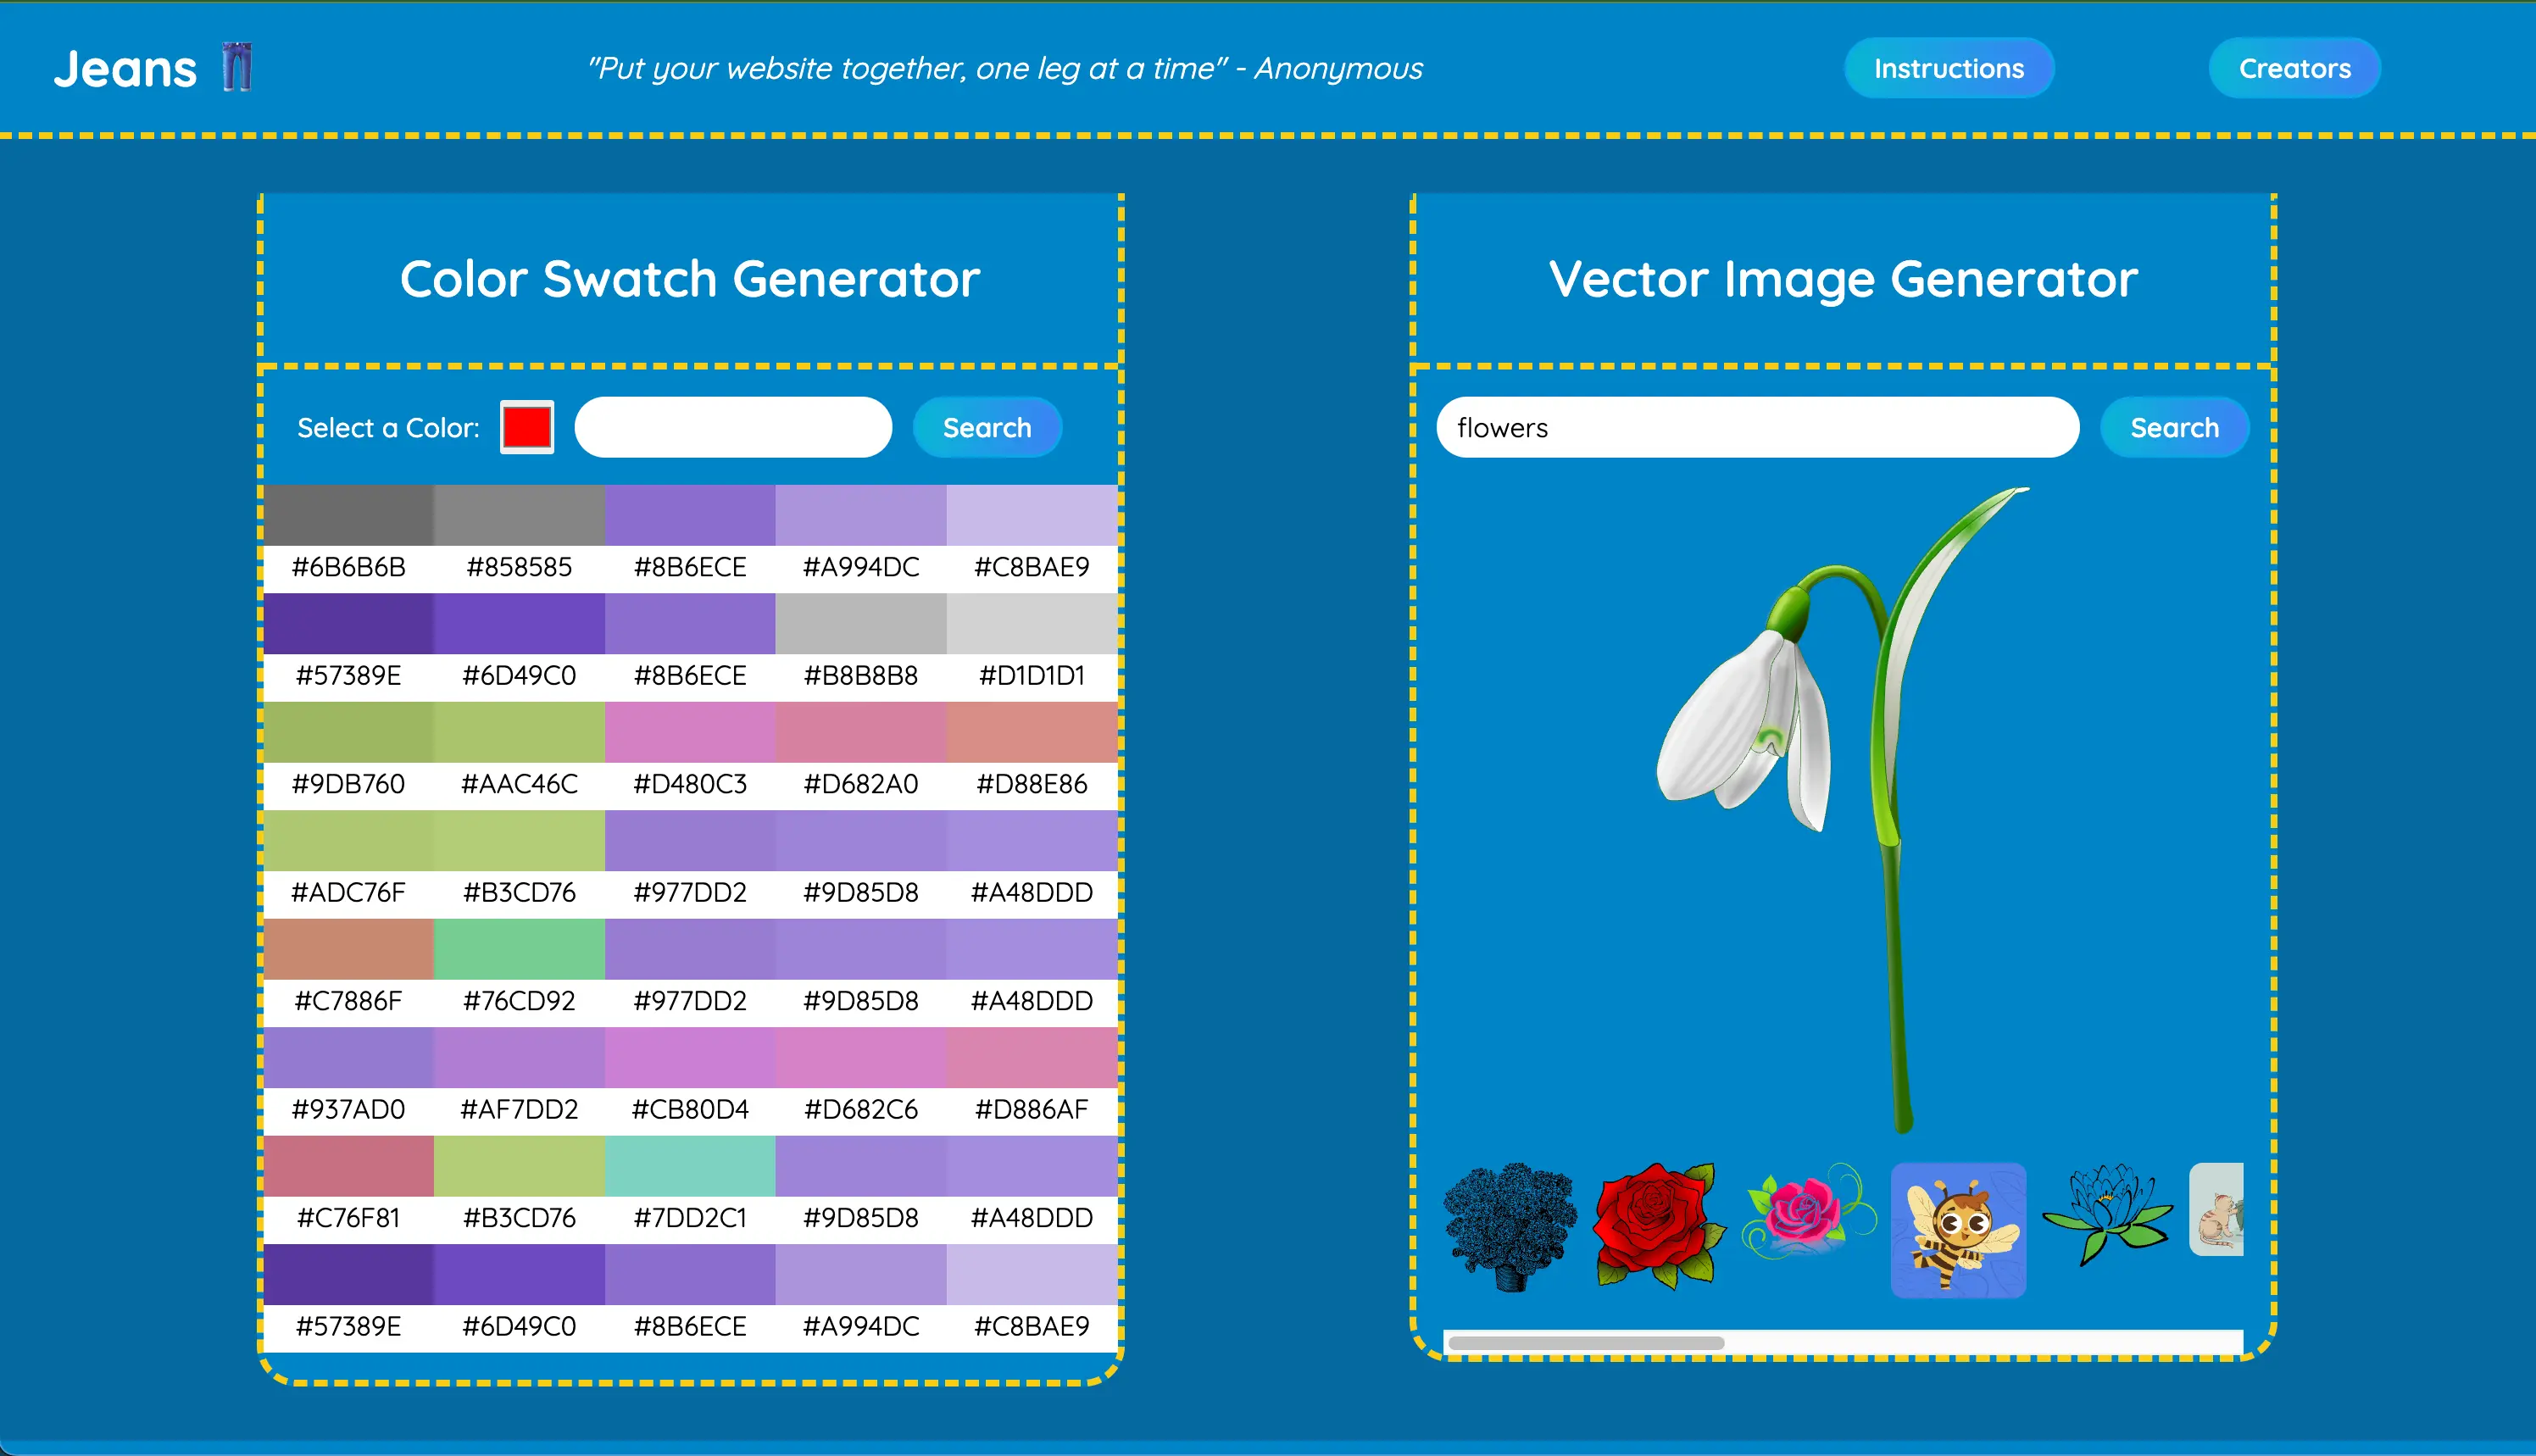 Jeans
"Put your website together, one leg at a time" - Anonymous
Instructions
Creators
Color Swatch Generator
Select a Color:
Search
#6B6B6B #858585 #8B6ECE #A994DC #C8BAE9
#57389E #6D49C0 #8B6ECE #B8B8B8 #D1D1D1
#9DB760 #AAC46C #D480C3 #D682A0 #D88E86
#ADC76F #B3CD76 #977DD2 #9D85D8 #A48DDD
#C7886F #76CD92 #977DD2 #9D85D8 #A48DDD
#937AD0 #AF7DD2 #CB80D4 #D682C6 #D886AF
#C76F81 #B3CD76 #7DD2C1 #9D85D8 #A48DDD
#57389E #6D49C0 #8B6ECE #A994DC #C8BAE9
Vector Image Generator
flowers
Search